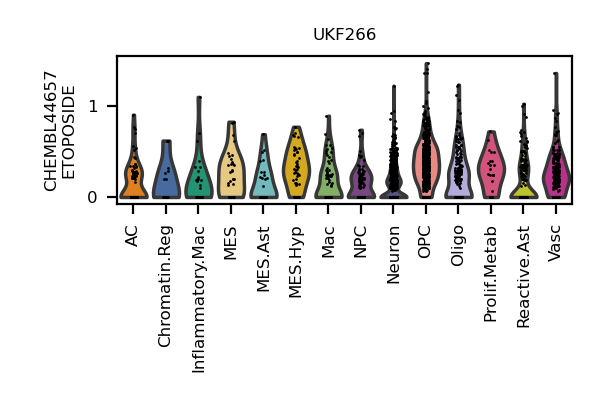 UKF266
CHEMBL44657
ETOPOSIDE
1
0
AC
Chromatin.Reg
Inflammatory.Mac
MES
MES.Ast
MES.Hyp
Mac
NPC
Neuron
OPC
Oligo
Prolif.Metab
Reactive.Ast
Vasc